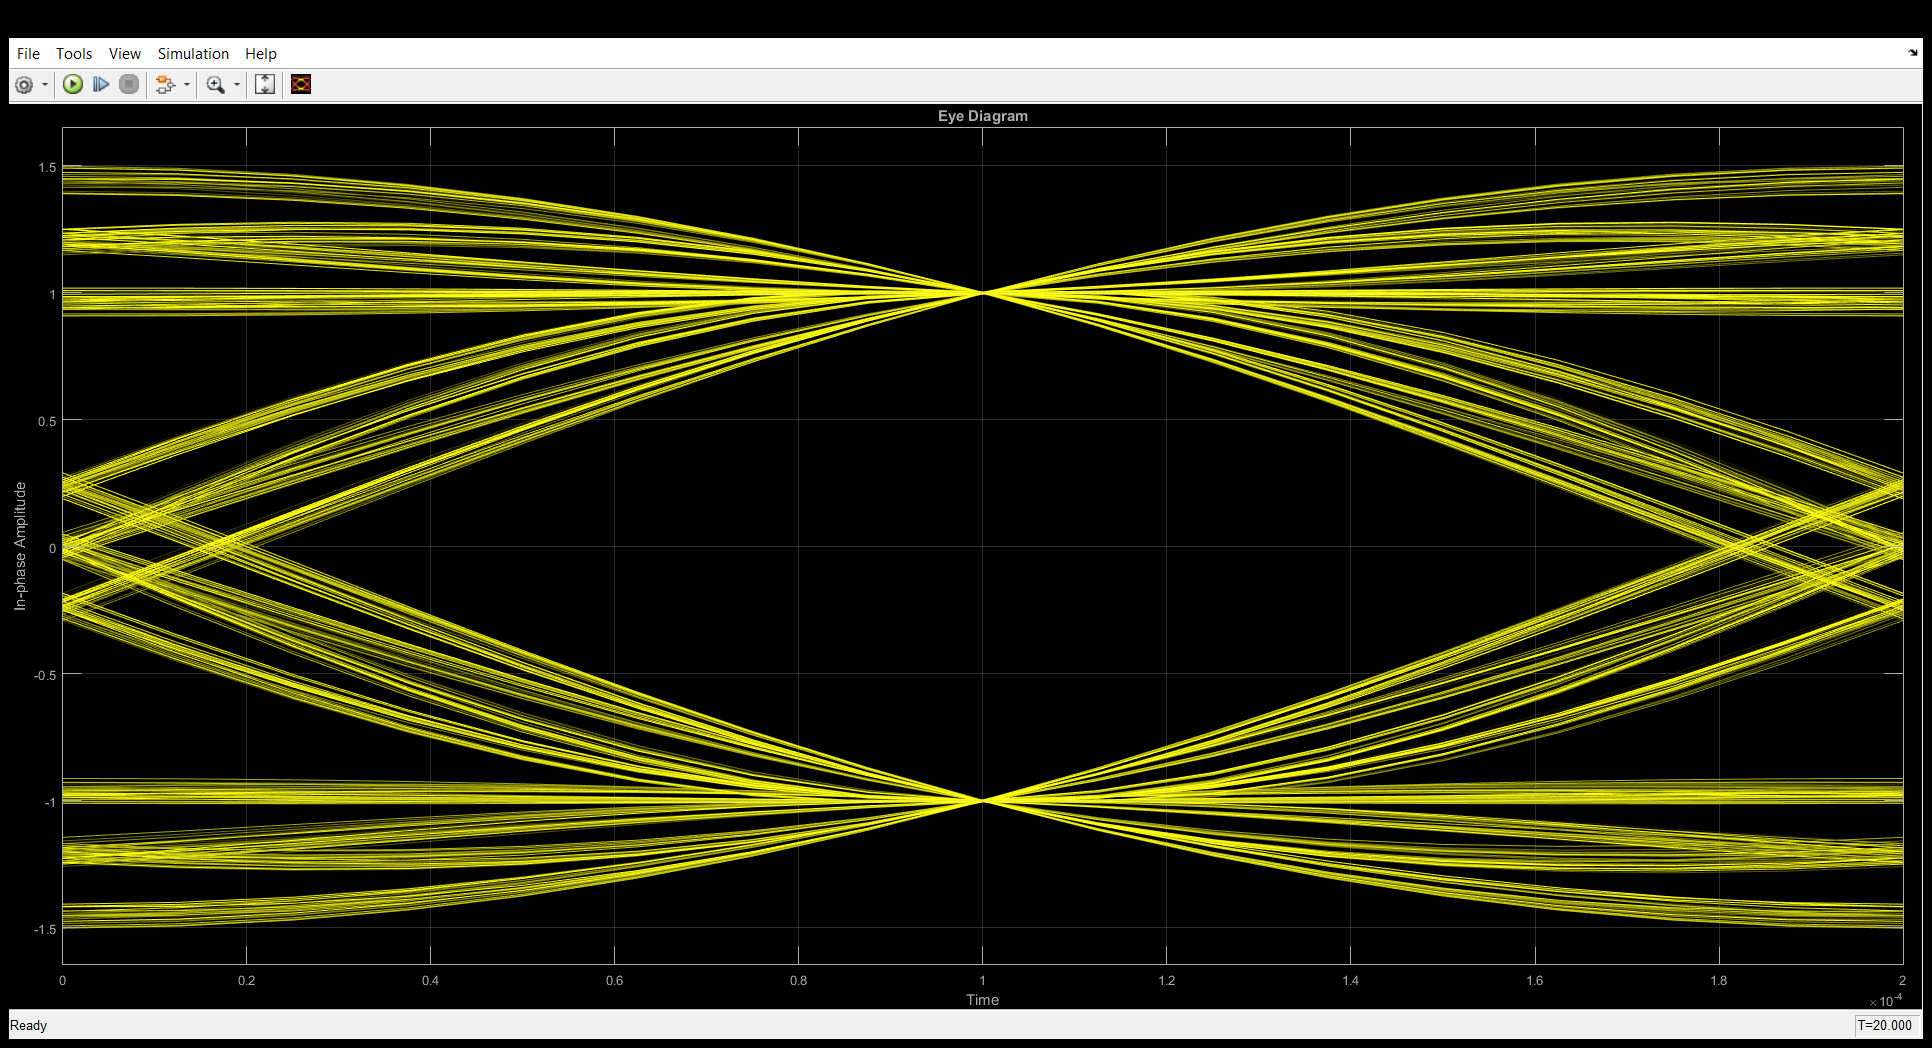 File Tools View Simulation Help
Eye Diagram
1.5
1
0.5
0
-0.5
-1
-1.5
In-phase Amplitude
0 0.2 0.4 0.6 0.8 1 1.2 1.4 1.6 1.8 2
Time
×10⁻⁴
Ready
T=20.000